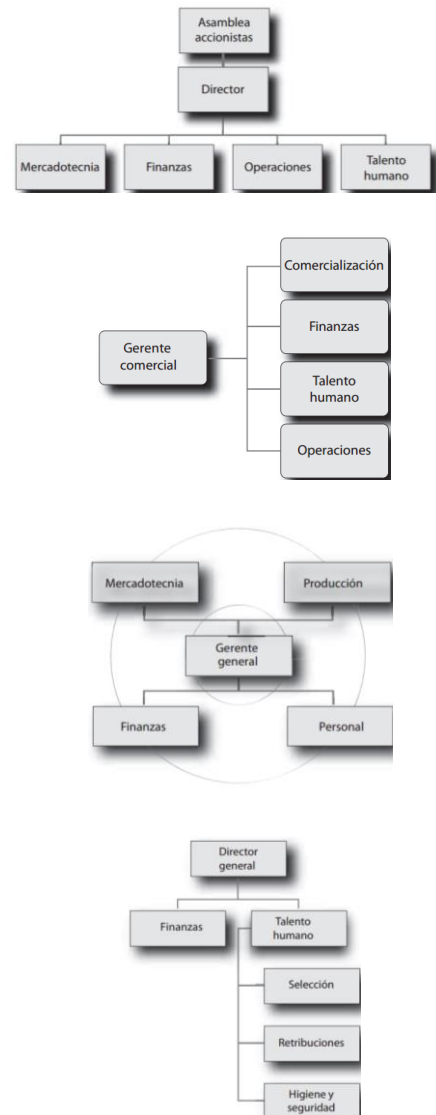 Asamblea
accionistas
Director
Mercadotecnia
Finanzas
Operaciones
Talento
humano
Comercialización
Finanzas
Gerente
comercial
Talento
humano
Operaciones
Mercadotecnia
Producción
Gerente
general
Finanzas
Personal
Director
general
Finanzas
Talento
humano
Selección
Retribuciones
Higiene y
seguridad